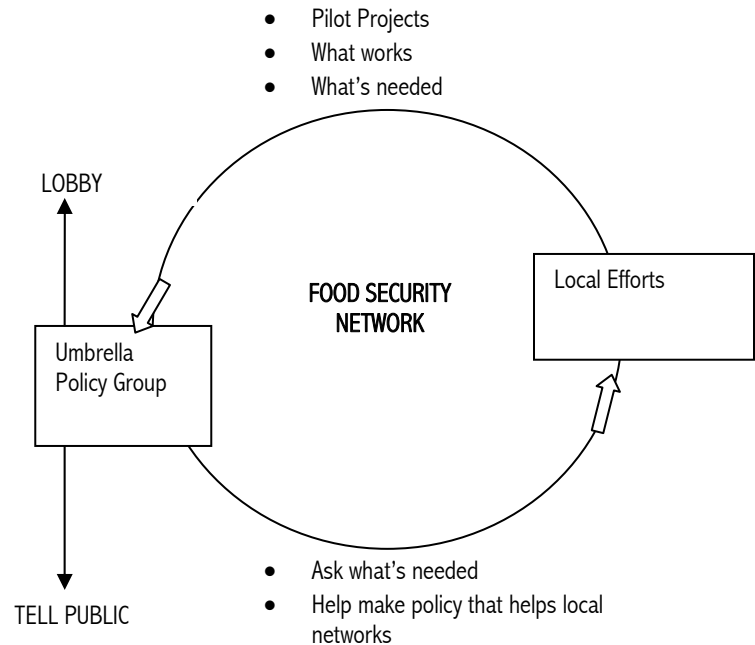 • Pilot Projects
• What works
• What's needed
LOBBY
FOOD SECURITY
NETWORK
Local Efforts
Umbrella
Policy Group
• Ask what's needed
• Help make policy that helps local
networks
TELL PUBLIC